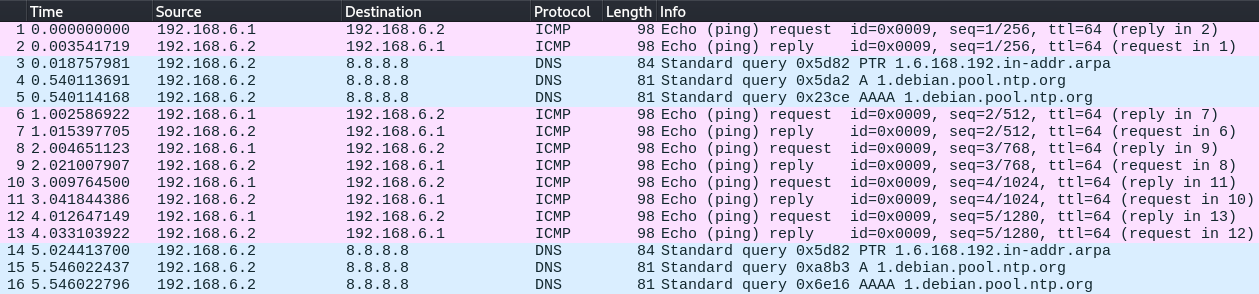 Time Source Destination Protocol Length Info
1 0.000000000 192.168.6.1 192.168.6.2 ICMP 98 Echo (ping) request id=0x0009, seq=1/256, ttl=64 (reply in 2)
2 0.003541719 192.168.6.2 192.168.6.1 ICMP 98 Echo (ping) reply id=0x0009, seq=1/256, ttl=64 (request in 1)
3 0.018757981 192.168.6.2 8.8.8.8 DNS 84 Standard query 0x5d82 PTR 1.6.168.192.in-addr.arpa
4 0.540113691 192.168.6.2 8.8.8.8 DNS 81 Standard query 0x5da2 A 1.debian.pool.ntp.org
5 0.540114168 192.168.6.2 8.8.8.8 DNS 81 Standard query 0x23ce AAAA 1.debian.pool.ntp.org
6 1.002586922 192.168.6.1 192.168.6.2 ICMP 98 Echo (ping) request id=0x0009, seq=2/512, ttl=64 (reply in 7)
7 1.015397705 192.168.6.2 192.168.6.1 ICMP 98 Echo (ping) reply id=0x0009, seq=2/512, ttl=64 (request in 6)
8 2.004651123 192.168.6.1 192.168.6.2 ICMP 98 Echo (ping) request id=0x0009, seq=3/768, ttl=64 (reply in 9)
9 2.021007907 192.168.6.2 192.168.6.1 ICMP 98 Echo (ping) reply id=0x0009, seq=3/768, ttl=64 (request in 8)
10 3.009764500 192.168.6.1 192.168.6.2 ICMP 98 Echo (ping) request id=0x0009, seq=4/1024, ttl=64 (reply in 11)
11 3.041844386 192.168.6.2 192.168.6.1 ICMP 98 Echo (ping) reply id=0x0009, seq=4/1024, ttl=64 (request in 10)
12 4.012647149 192.168.6.1 192.168.6.2 ICMP 98 Echo (ping) request id=0x0009, seq=5/1280, ttl=64 (reply in 13)
13 4.033103922 192.168.6.2 192.168.6.1 ICMP 98 Echo (ping) reply id=0x0009, seq=5/1280, ttl=64 (request in 12)
14 5.024413700 192.168.6.2 8.8.8.8 DNS 84 Standard query 0x5d82 PTR 1.6.168.192.in-addr.arpa
15 5.546022437 192.168.6.2 8.8.8.8 DNS 81 Standard query 0xa8b3 A 1.debian.pool.ntp.org
16 5.546022796 192.168.6.2 8.8.8.8 DNS 81 Standard query 0x6e16 AAAA 1.debian.pool.ntp.org